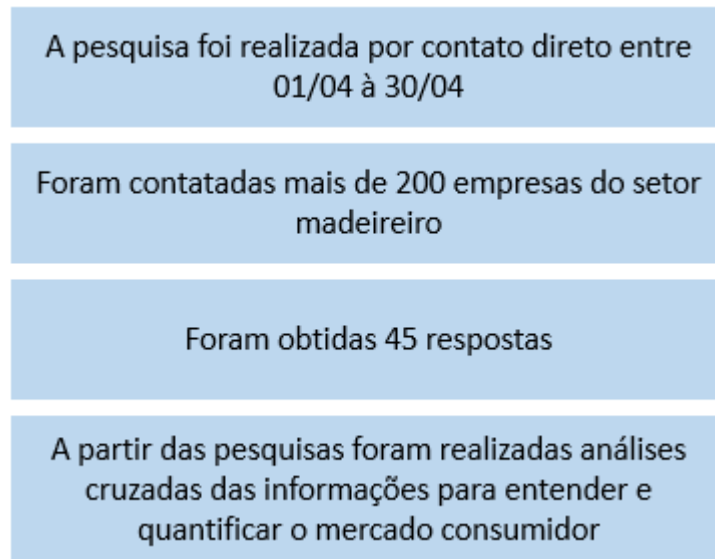 A pesquisa foi realizada por contato direto entre
01/04 à 30/04
Foram contatadas mais de 200 empresas do setor
madeireiro
Foram obtidas 45 respostas
A partir das pesquisas foram realizadas análises
cruzadas das informações para entender e
quantificar o mercado consumidor